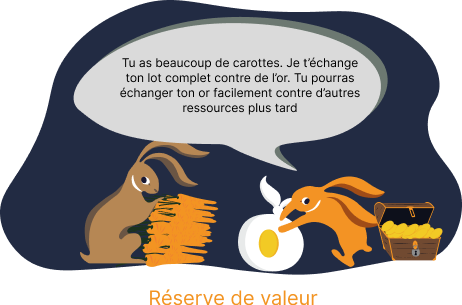 Tu as beaucoup de carottes. Je t’échange
ton lot complet contre de l’or. Tu pourras
échanger ton or facilement contre d’autres
ressources plus tard
Réserve de valeur